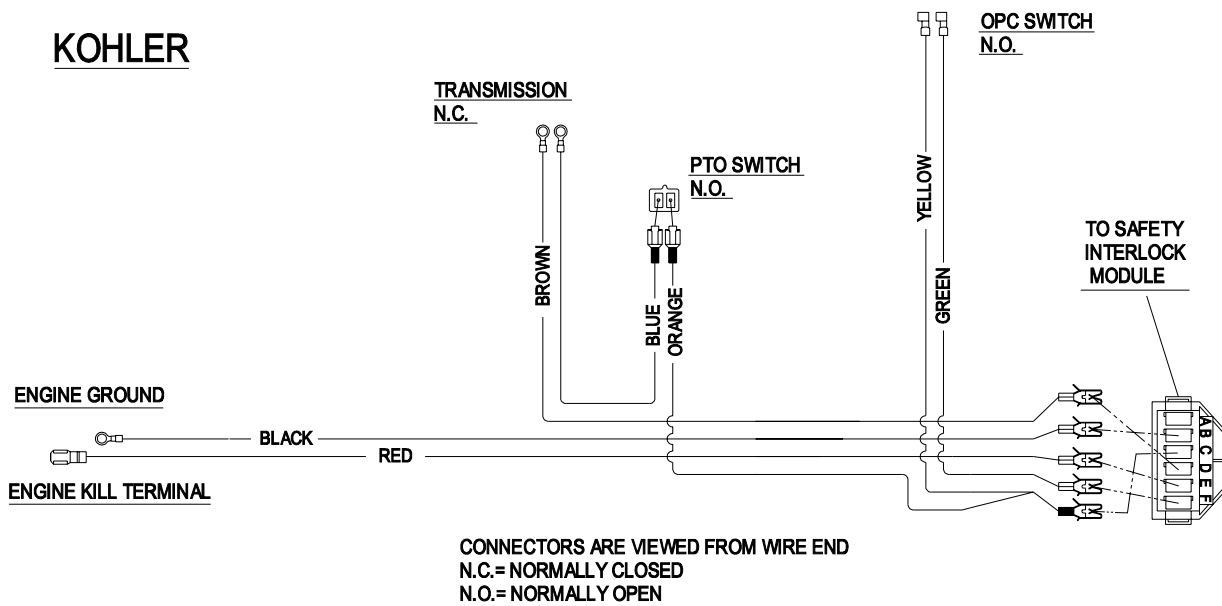 KOHLER
OPC SWITCH
N.O.
TRANSMISSION
N.C.
PTO SWITCH
N.O.
TO SAFETY
INTERLOCK
MODULE
BROWN
BLUE
ORANGE
YELLOW
GREEN
ENGINE GROUND
BLACK
RED
ENGINE KILL TERMINAL
A
B
C
D
E
F
CONNECTORS ARE VIEWED FROM WIRE END
N.C.= NORMALLY CLOSED
N.O.= NORMALLY OPEN